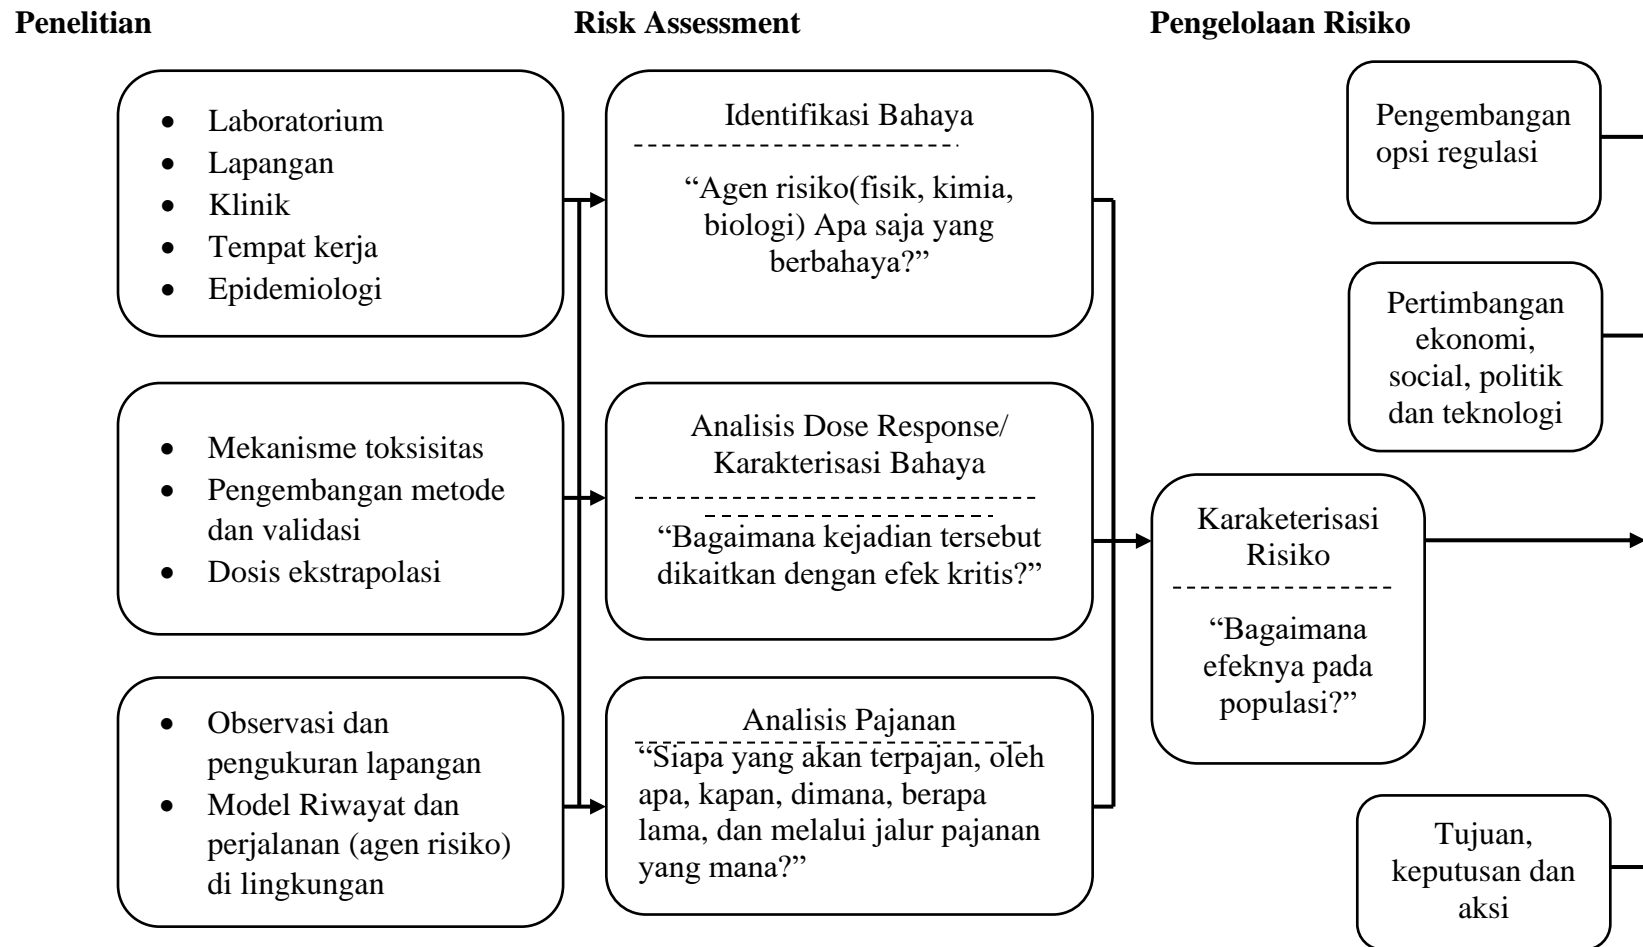 Penelitian
Risk Assessment
Pengelolaan Risiko
• Laboratorium
• Lapangan
• Klinik
• Tempat kerja
• Epidemiologi
Identifikasi Bahaya
“Agen risiko(fisik, kimia,
biologi) Apa saja yang
berbahaya?”
Pengembangan
opsi regulasi
Pertimbangan
ekonomi,
social, politik
dan teknologi
• Mekanisme toksisitas
• Pengembangan metode
dan validasi
• Dosis ekstrapolasi
Analisis Dose Response/
Karakterisasi Bahaya
“Bagaimana kejadian tersebut
dikaitkan dengan efek kritis?”
Karaketerisasi
Risiko
“Bagaimana
efeknya pada
populasi?”
• Observasi dan
pengukuran lapangan
• Model Riwayat dan
perjalanan (agen risiko)
di lingkungan
Analisis Pajanan
“Siapa yang akan terpajan, oleh
apa, kapan, dimana, berapa
lama, dan melalui jalur pajanan
yang mana?”
Tujuan,
keputusan dan
aksi